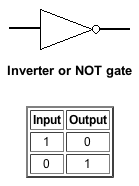 Inverter or NOT gate
Input Output
1 0
0 1